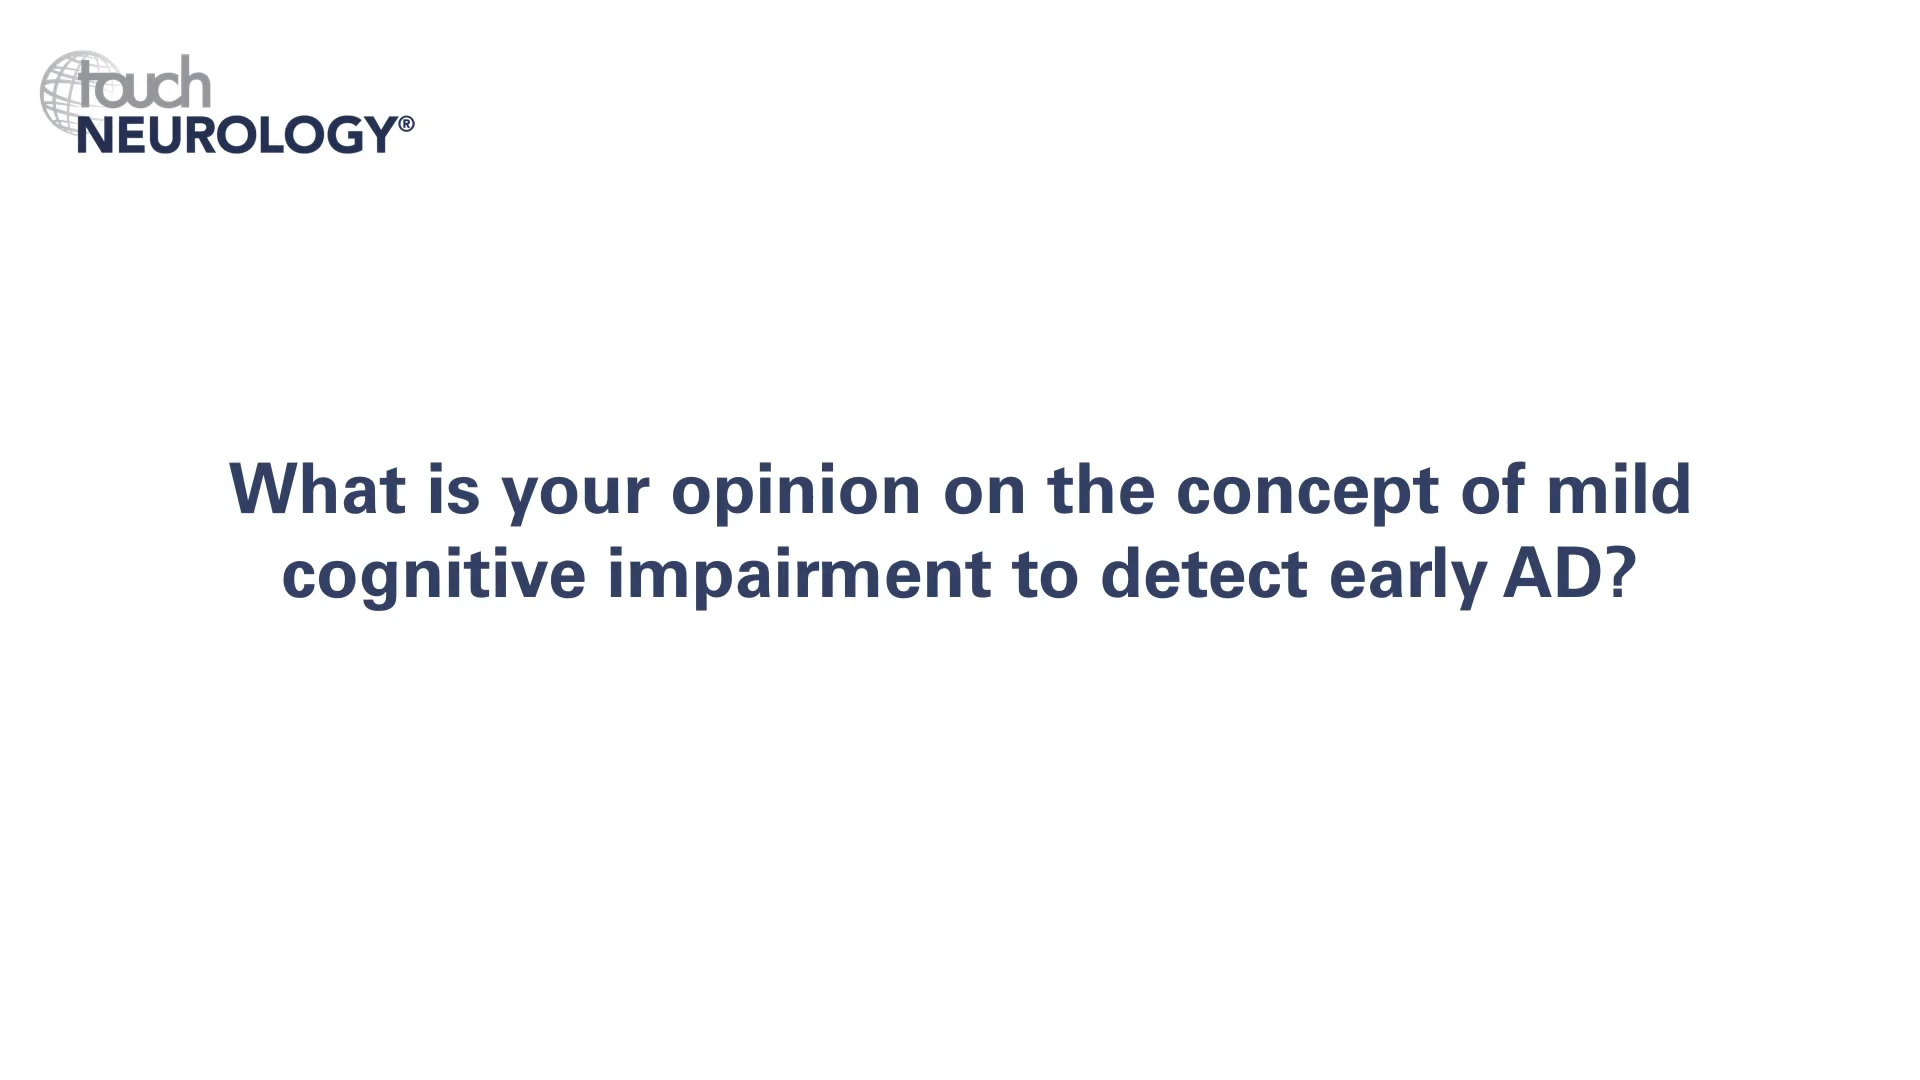 touch
NEUROLOGY®
What is your opinion on the concept of mild
cognitive impairment to detect early AD?